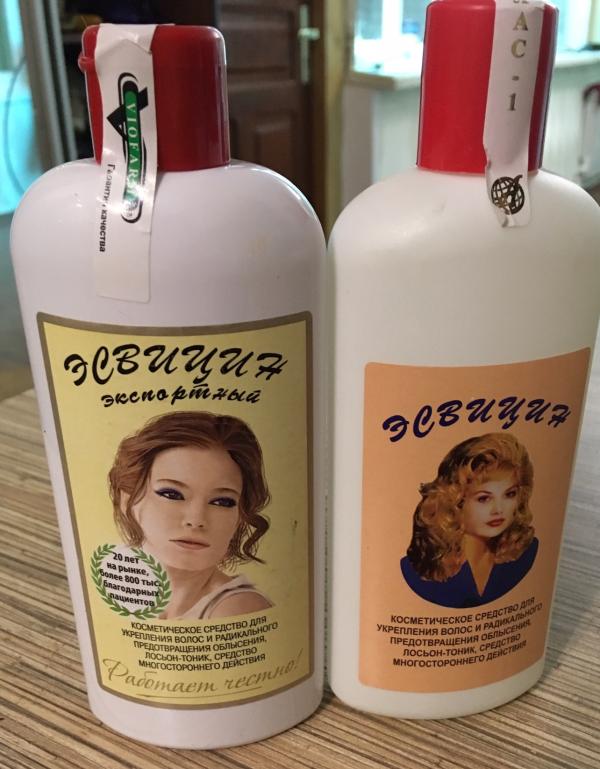 VIOFARM
Гарантия качества
ЭСВИЦИН
экспортный
20 лет
на рынке,
более 800 тыс.
благодарных
пациентов
КОСМЕТИЧЕСКОЕ СРЕДСТВО ДЛЯ
УКРЕПЛЕНИЯ ВОЛОС И РАДИКАЛЬНОГО
ПРЕДОТВРАЩЕНИЯ ОБЛЫСЕНИЯ,
ЛОСЬОН-ТОНИК, СРЕДСТВО
МНОГОСТОРОННЕГО ДЕЙСТВИЯ
Работает честно!
АС-1
ЭСВИЦИН
КОСМЕТИЧЕСКОЕ СРЕДСТВО ДЛЯ
УКРЕПЛЕНИЯ ВОЛОС И РАДИКАЛЬНОГО
ПРЕДОТВРАЩЕНИЯ ОБЛЫСЕНИЯ,
ЛОСЬОН-ТОНИК, СРЕДСТВО
МНОГОСТОРОННЕГО ДЕЙСТВИЯ